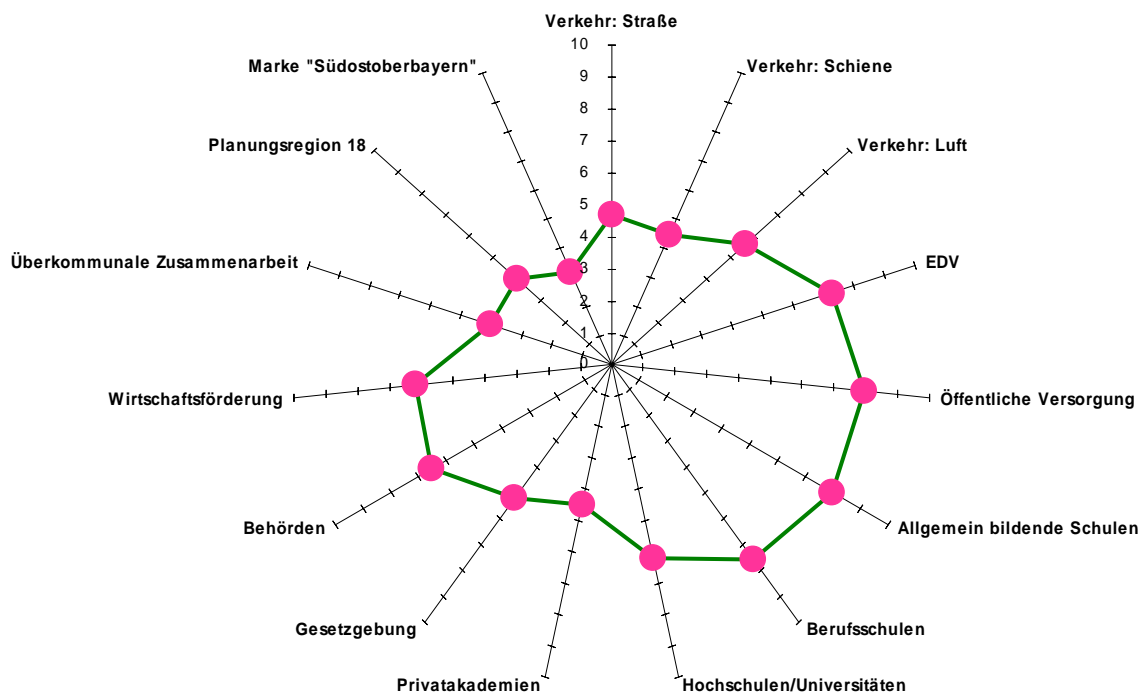 Verkehr: Straße
10
Marke "Südostoberbayern"
Verkehr: Schiene
9
8
Planungsregion 18
Verkehr: Luft
7
6
5
Überkommunale Zusammenarbeit
EDV
4
3
2
1
0
Wirtschaftsförderung
Öffentliche Versorgung
Behörden
Allgemein bildende Schulen
Gesetzgebung
Berufsschulen
Privatakademien
Hochschulen/Universitäten